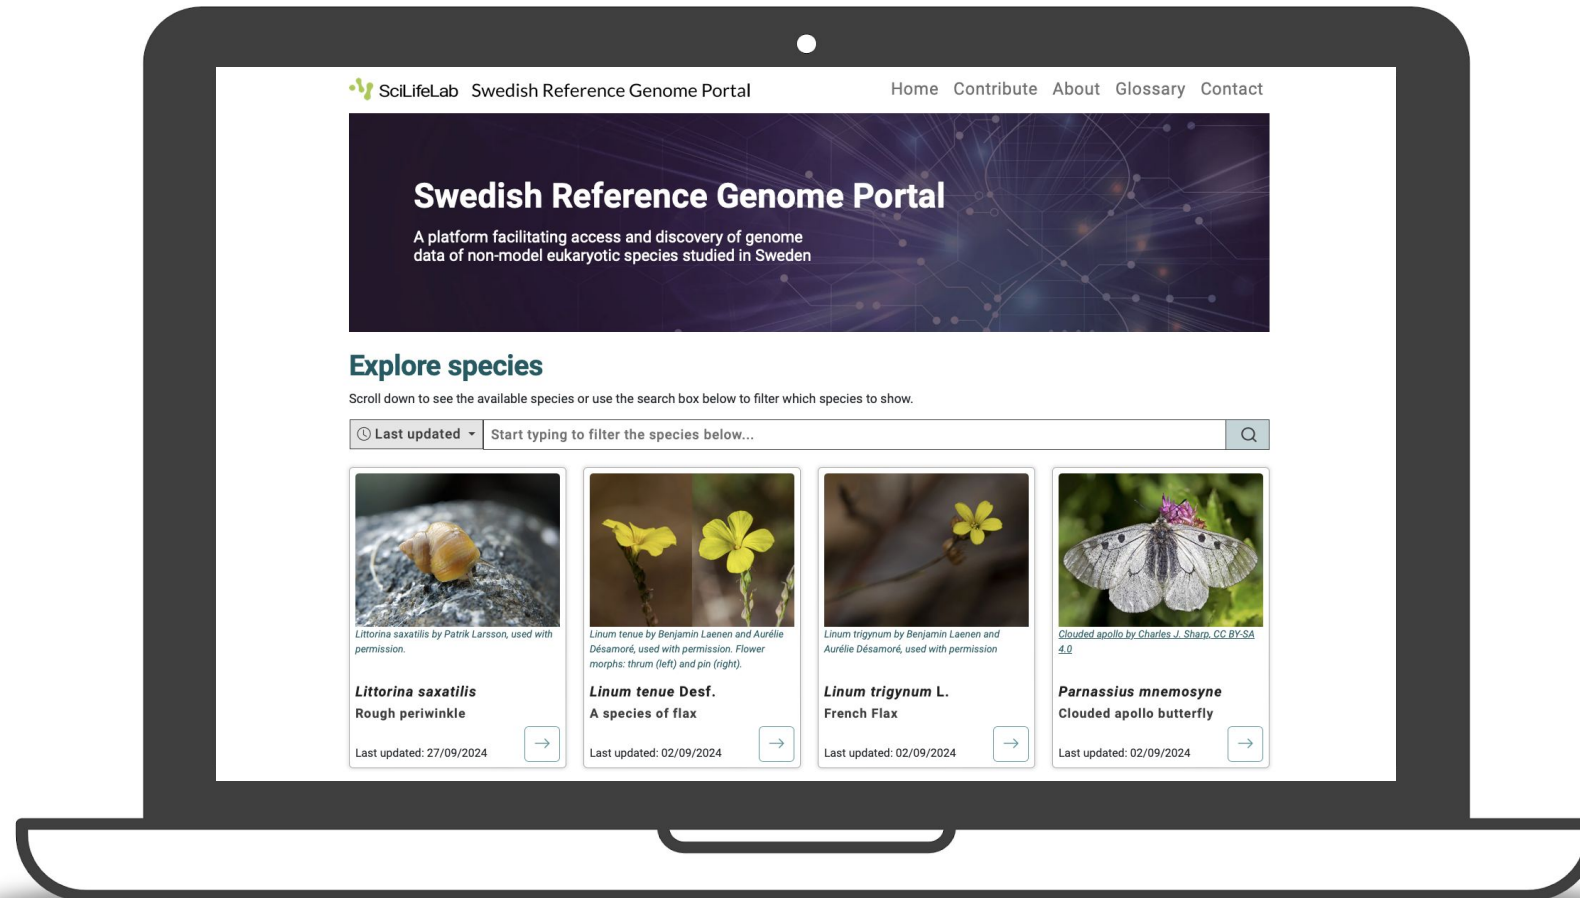 SciLifeLab Swedish Reference Genome Portal
Home Contribute About Glossary Contact
Swedish Reference Genome Portal
A platform facilitating access and discovery of genome
data of non-model eukaryotic species studied in Sweden
Explore species
Scroll down to see the available species or use the search box below to filter which species to show.
Last updated
Start typing to filter the species below...
Littorina saxatilis by Patrik Larsson, used with
permission.
Littorina saxatilis
Rough periwinkle
Last updated: 27/09/2024
Linum tenue by Benjamin Laenen and Aurélie
Désamoré, used with permission. Flower
morphs: thrum (left) and pin (right).
Linum tenue Desf.
A species of flax
Last updated: 02/09/2024
Linum trigynum by Benjamin Laenen and
Aurélie Désamoré, used with permission
Linum trigynum L.
French Flax
Last updated: 02/09/2024
Clouded apollo by Charles J. Sharp, CC BY-SA
4.0
Parnassius mnemosyne
Clouded apollo butterfly
Last updated: 02/09/2024